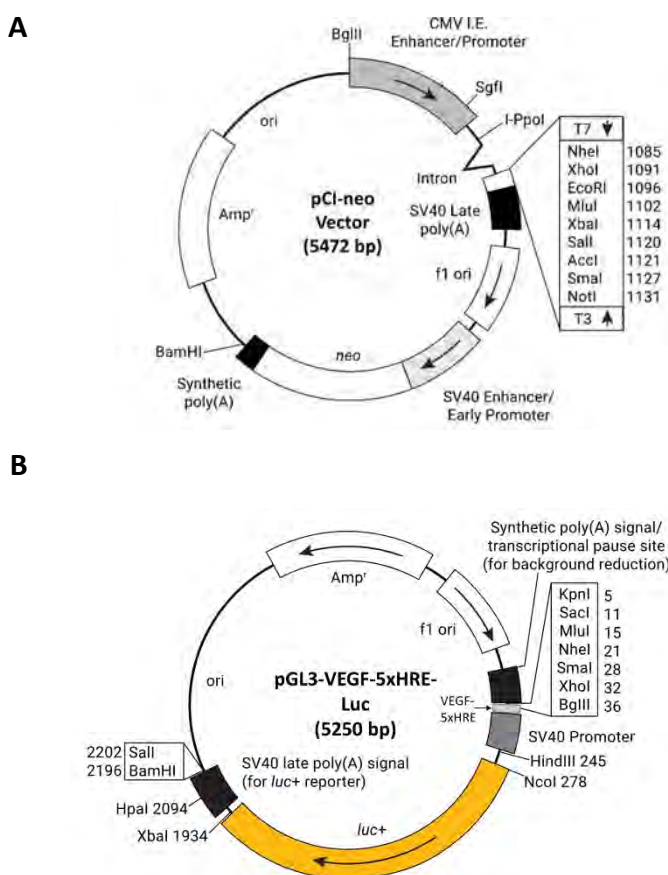 A
CMV I.E.
Enhancer/Promoter
BglII
SgfI
I-PpoI
ori
Intron
T7
NheI 1085
XhoI 1091
EcoRI 1096
MluI 1102
XbaI 1114
SalI 1120
AccI 1121
SmaI 1127
NotI 1131
T3
pCI-neo
Vector
(5472 bp)
SV40 Late
poly(A)
Ampʳ
f1 ori
BamHI
neo
Synthetic
poly(A)
SV40 Enhancer/
Early Promoter
B
Synthetic poly(A) signal/
transcriptional pause site
(for background reduction)
Ampʳ
f1 ori
KpnI 5
SacI 11
MluI 15
NheI 21
SmaI 28
XhoI 32
BglII 36
ori
pGL3-VEGF-5xHRE-
Luc
(5250 bp)
VEGF-
5xHRE
SV40 Promoter
HindIII 245
NcoI 278
2202 SalI
2196 BamHI
SV40 late poly(A) signal
(for luc+ reporter)
HpaI 2094
XbaI 1934
luc+